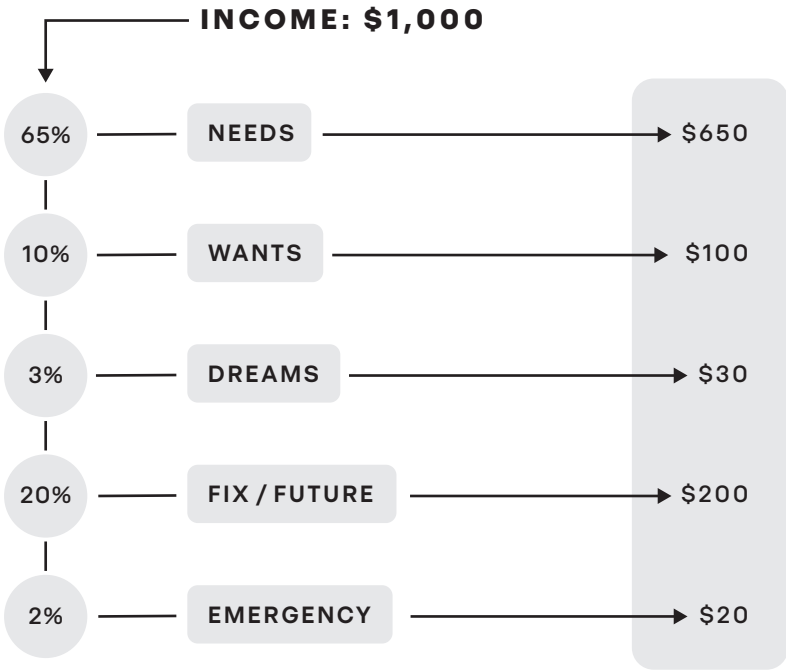 INCOME: $1,000
65% NEEDS $650
10% WANTS $100
3% DREAMS $30
20% FIX / FUTURE $200
2% EMERGENCY $20